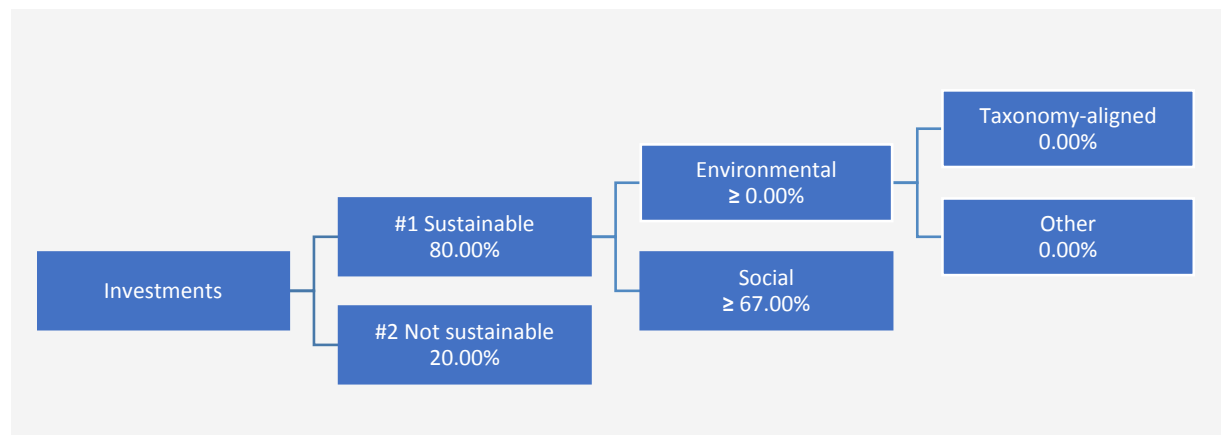 Investments
#1 Sustainable
80.00%
#2 Not sustainable
20.00%
Environmental
≥ 0.00%
Social
≥ 67.00%
Taxonomy-aligned
0.00%
Other
0.00%